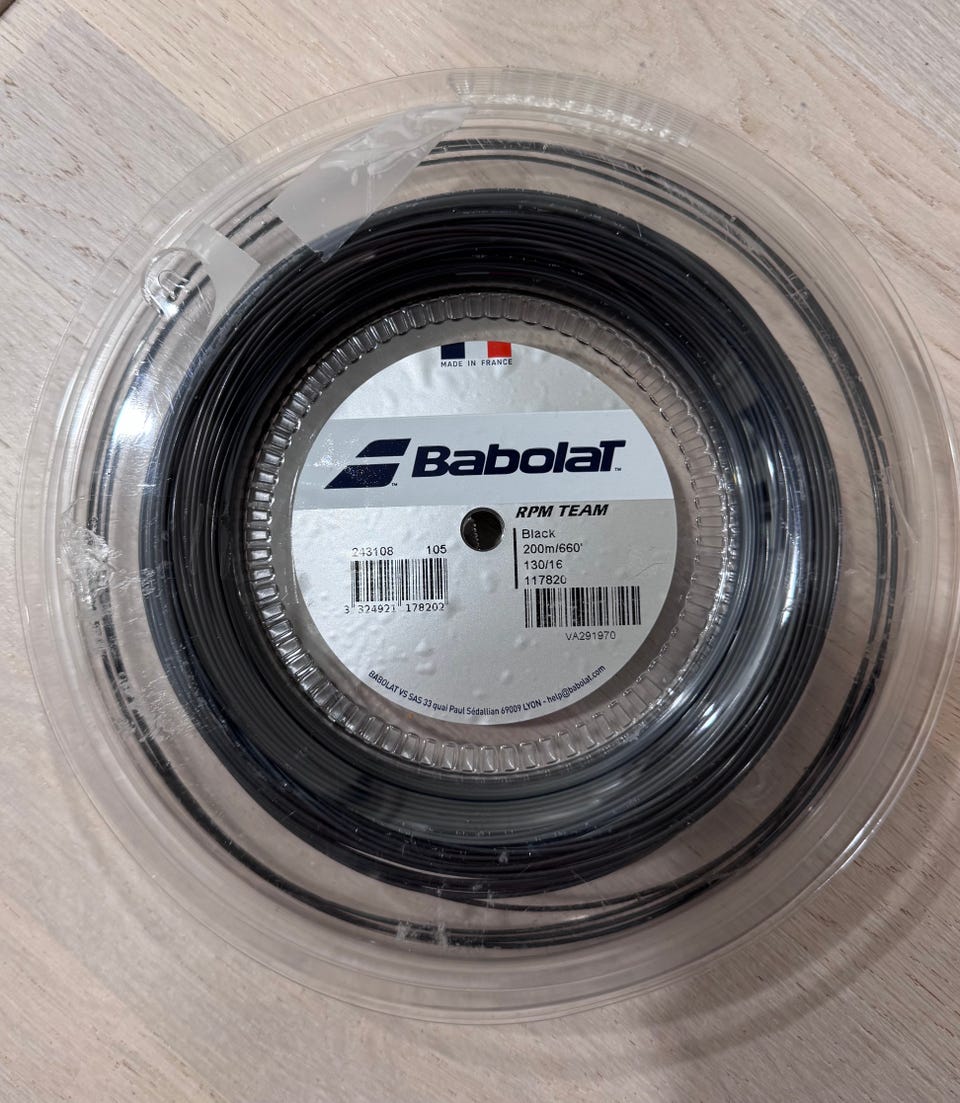 MADE IN FRANCE
BabolaT™
RPM TEAM
Black
200m/660'
130/16
117820
VA291970
243108 105
3 324921 178202
BABOLAT VS SAS 33 quai Paul Sédallian 69009 LYON - help@babolat.com